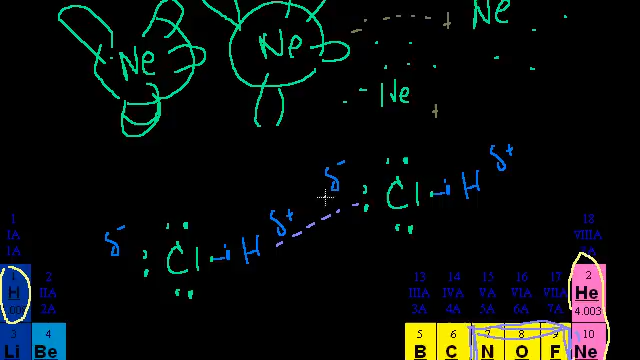 Ne
Ne
Ne
Ne
+
-
+
δ-
Cl
H
δ+
δ-
Cl
H
δ+
1
IA
1A
18
VIIIA
13
IIIA
3A
14
IVA
4A
15
VA
5A
16
VIA
6A
17
VIIA
7A
H
2
IIA
2A
2
He
4.003
3
Li
4
Be
5
B
6
C
7
N
8
O
9
F
10
Ne